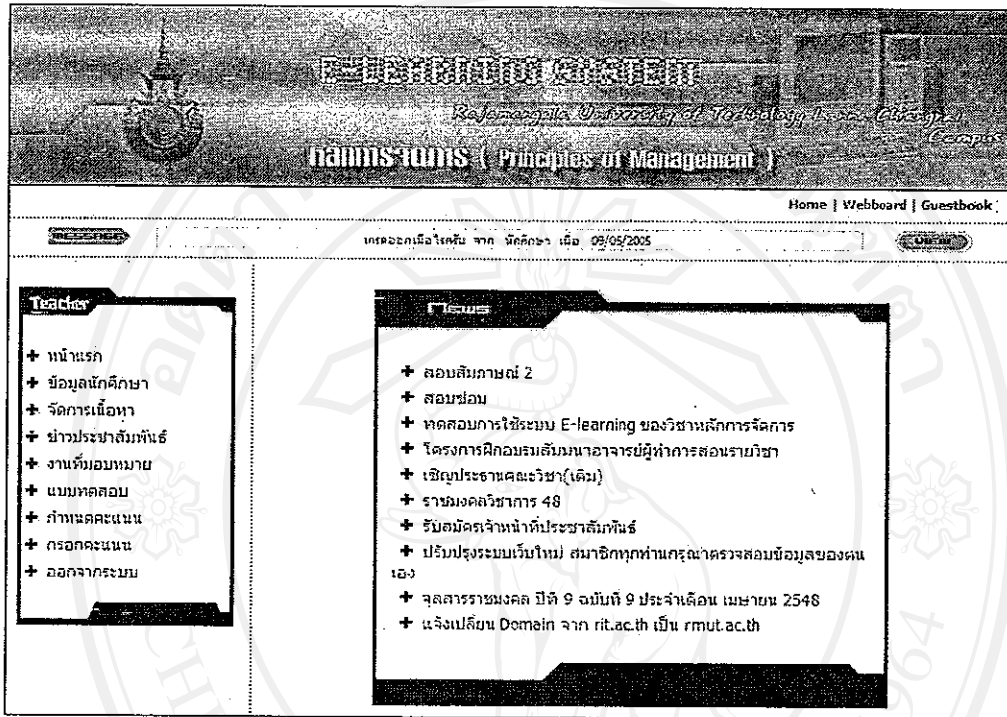 E-LEARNING SYSTEM
Rajamangala University of Technology Lanna Chiangrai
Campus
หลักการจัดการ ( Principles of Management )
Home | Webboard | Guestbook
message
จาก นักศึกษา เมื่อ 09/05/2005
Teacher
หน้าแรก
ข้อมูลนักศึกษา
จัดการเนื้อหา
ข่าวประชาสัมพันธ์
งานที่มอบหมาย
แบบทดสอบ
กำหนดคะแนน
กรอกคะแนน
ออกจากระบบ
News
สอบสัมภาษณ์ 2
สอบซ่อม
ทดสอบการใช้ระบบ E-learning ของวิชาหลักการจัดการ
โครงการฝึกอบรมสัมมนาอาจารย์ผู้ทำการสอนรายวิชา
เชิญประธานคณะวิชา(เดิม)
ราชมงคลวิชาการ 48
รับสมัครเจ้าหน้าที่ประชาสัมพันธ์
ปรับปรุงระบบเว็บใหม่ สมาชิกทุกท่านกรุณาตรวจสอบข้อมูลของตน
เอง
จุลสารราชมงคล ปีที่ 9 ฉบับที่ 9 ประจำเดือน เมษายน 2548
แจ้งเปลี่ยน Domain จาก rit.ac.th เป็น rmut.ac.th